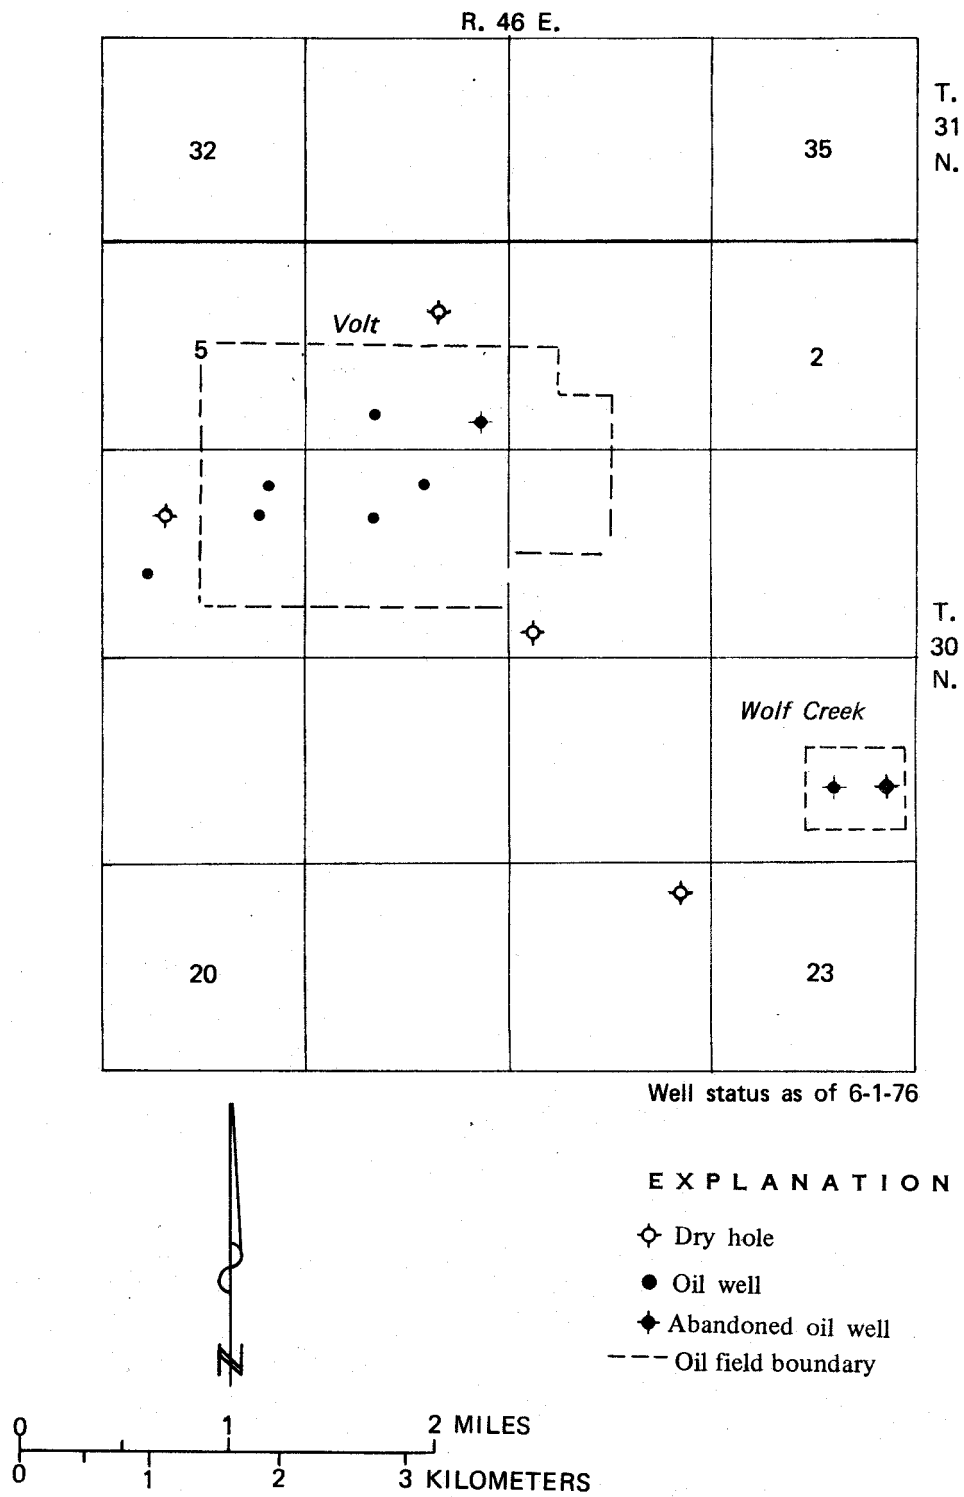 R. 46 E.
T.
31
N.
32
35
Volt
5
2
T.
30
N.
Wolf Creek
20
23
Well status as of 6-1-76
EXPLANATION
Dry hole
Oil well
Abandoned oil well
Oil field boundary
N
0 1 2 MILES
0 1 2 3 KILOMETERS